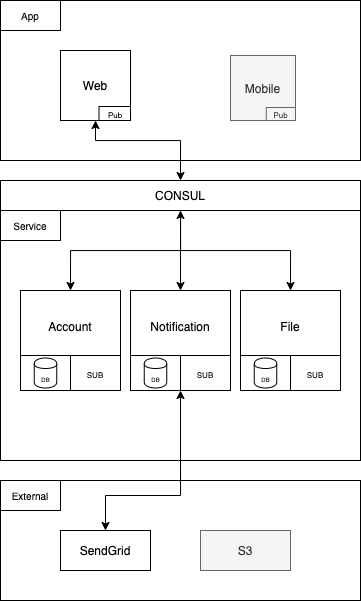 App
Web
Pub
Mobile
Pub
CONSUL
Service
Account
DB
SUB
Notification
DB
SUB
File
DB
SUB
External
SendGrid
S3